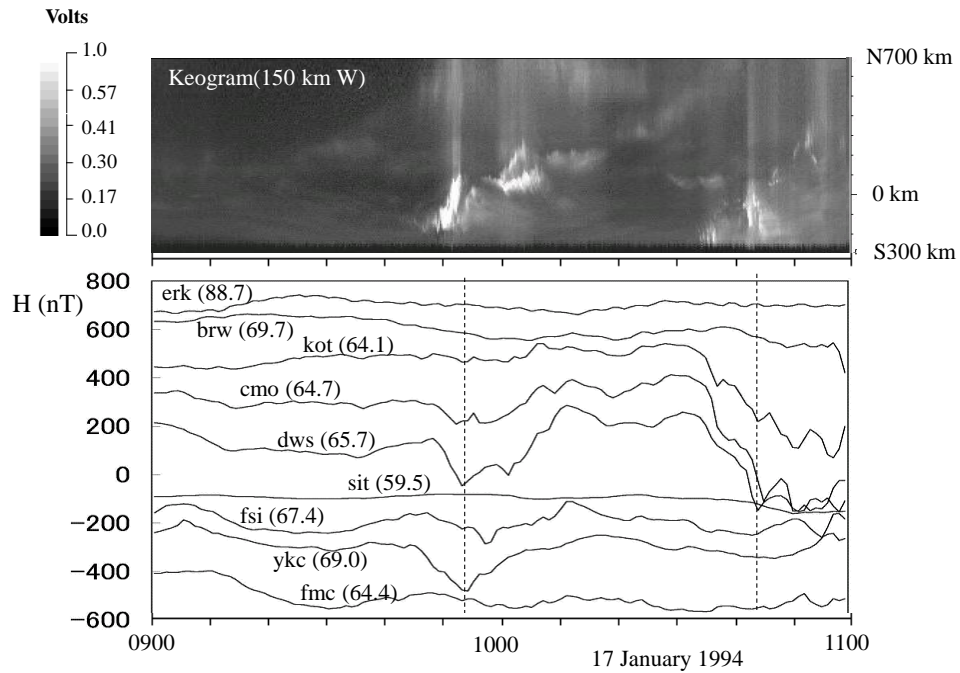 Volts
1.0
0.57
0.41
0.30
0.17
0.0
Keogram(150 km W)
N700 km
0 km
S300 km
H (nT)
800
600
400
200
0
−200
−400
−600
erk (88.7)
brw (69.7)
kot (64.1)
cmo (64.7)
dws (65.7)
sit (59.5)
fsi (67.4)
ykc (69.0)
fmc (64.4)
0900
1000
1100
17 January 1994